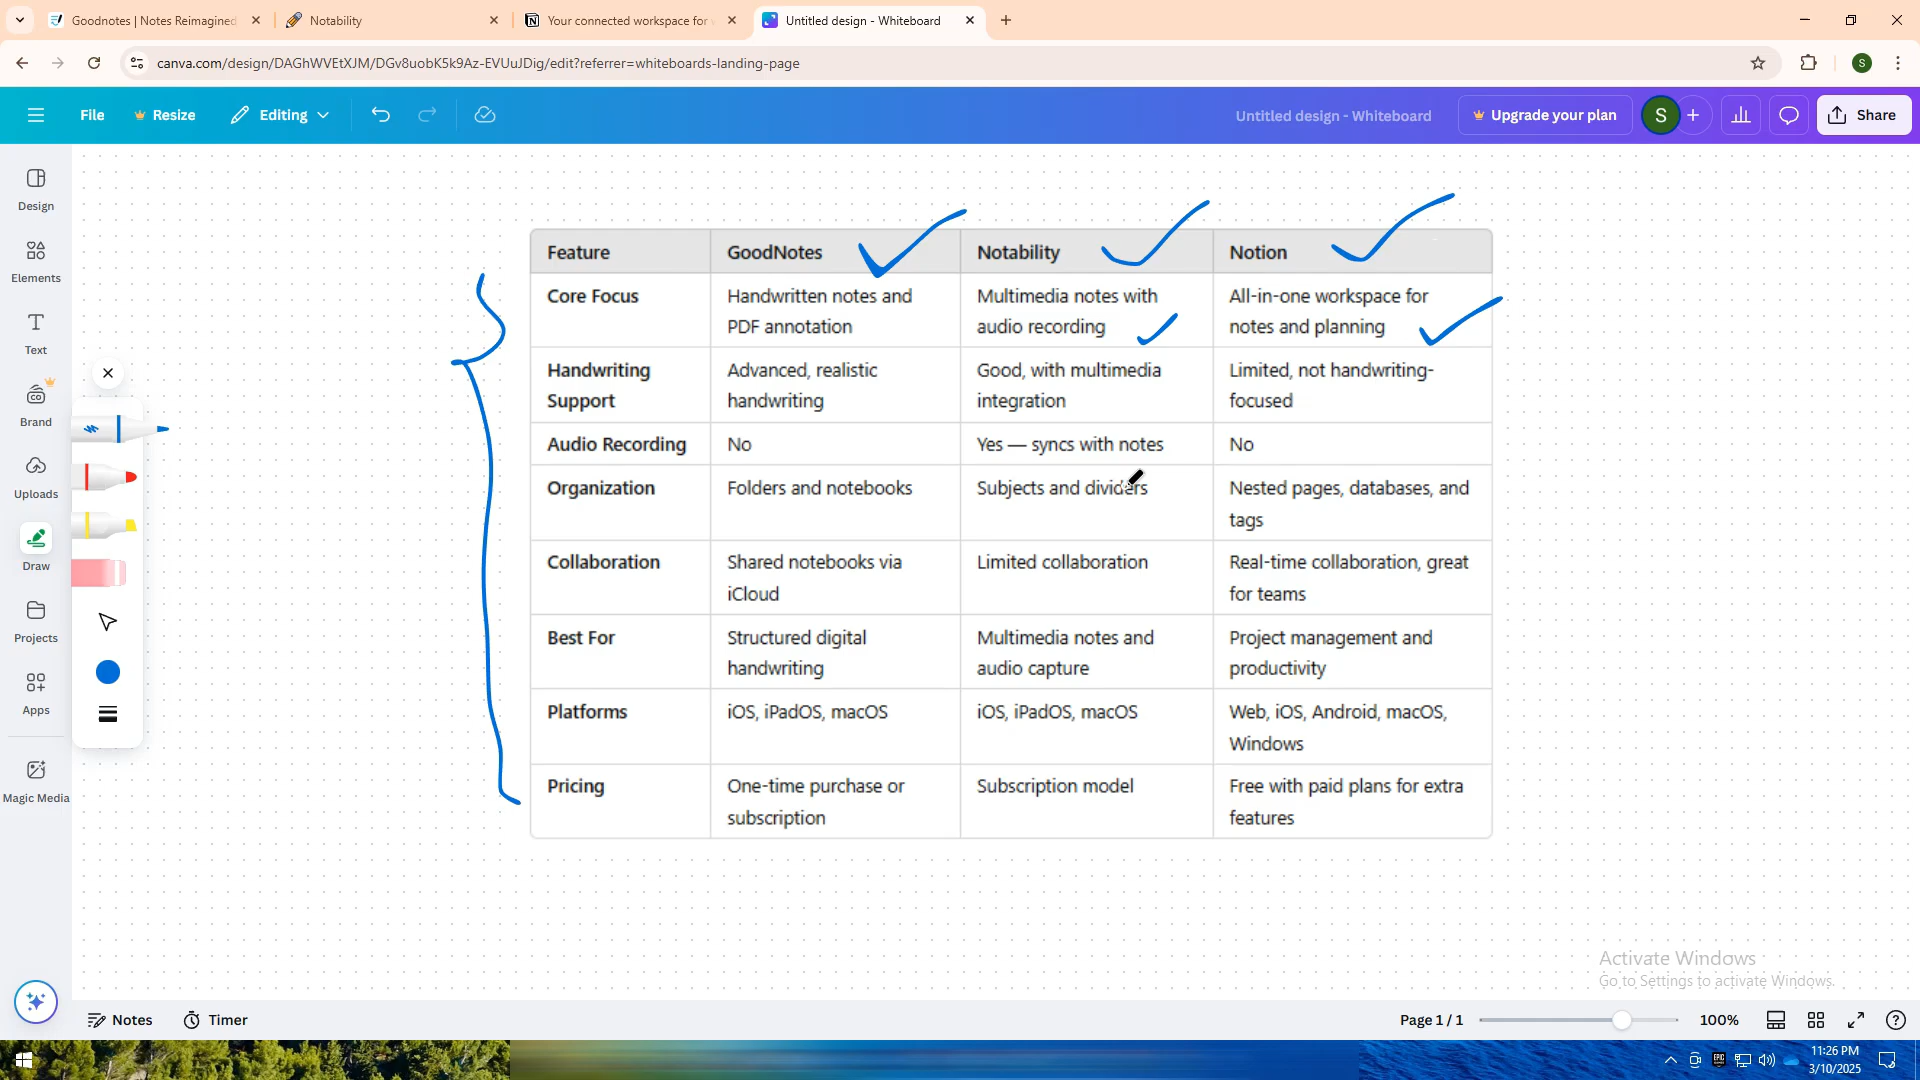 Goodnotes | Notes Reimagined
Notability
Your connected workspace for
Untitled design - Whiteboard
canva.com/design/DAGhWVEtXJM/DGv8uobK5k9Az-EVUuJDig/edit?referrer=whiteboards-landing-page
S
File
Resize
Editing
Untitled design - Whiteboard
Upgrade your plan
S
Share
Design
Elements
Text
Brand
Uploads
Draw
Projects
Apps
Magic Media
Feature GoodNotes Notability Notion
Core Focus Handwritten notes and Multimedia notes with All-in-one workspace for
PDF annotation audio recording notes and planning
Handwriting Advanced, realistic Good, with multimedia Limited, not handwriting-
Support handwriting integration focused
Audio Recording No Yes — syncs with notes No
Organization Folders and notebooks Subjects and dividers Nested pages, databases, and
tags
Collaboration Shared notebooks via Limited collaboration Real-time collaboration, great
iCloud for teams
Best For Structured digital Multimedia notes and Project management and
handwriting audio capture productivity
Platforms iOS, iPadOS, macOS iOS, iPadOS, macOS Web, iOS, Android, macOS,
Windows
Pricing One-time purchase or Subscription model Free with paid plans for extra
subscription features
Activate Windows
Go to Settings to activate Windows.
Notes
Timer
Page 1 / 1
100%
11:26 PM
3/10/2025